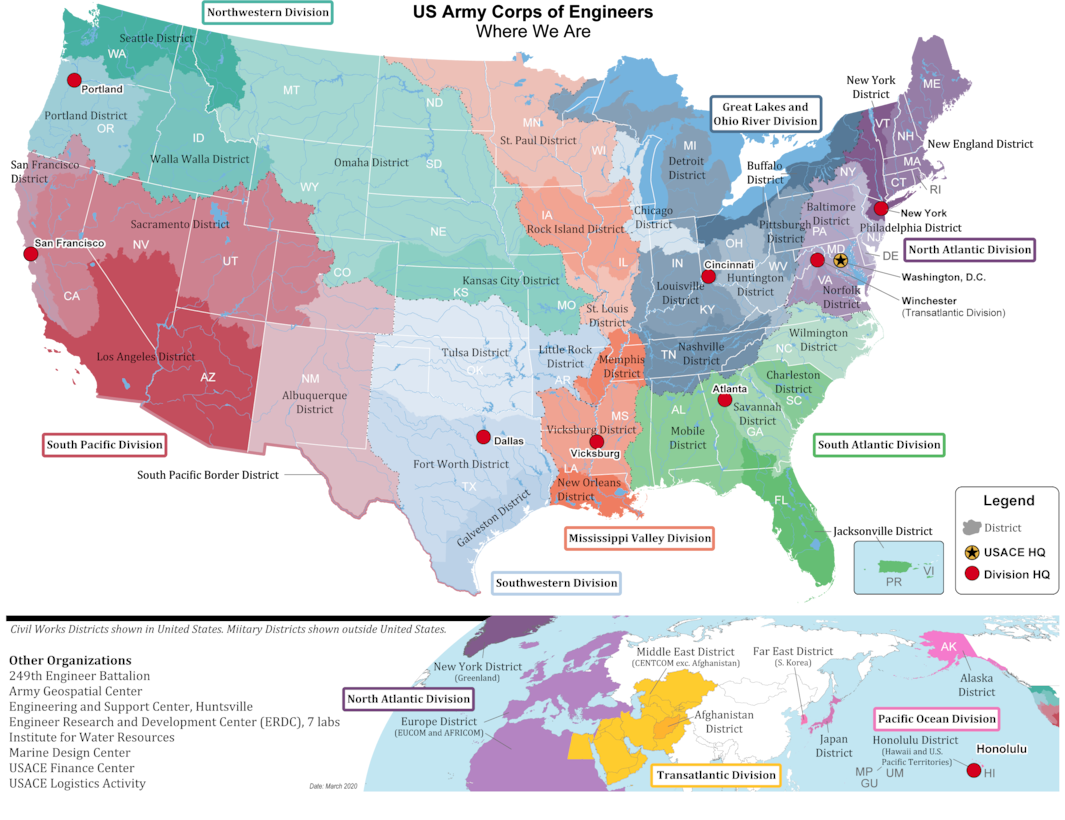 US Army Corps of Engineers
Where We Are
Northwestern Division
Seattle District
WA
Portland
Portland District
OR
ID
Walla Walla District
MT
ND
Omaha District
SD
WY
NE
CO
Kansas City District
KS
MO
MN
St. Paul District
WI
IA
Rock Island District
IL
St. Louis
District
Great Lakes and
Ohio River Division
MI
Detroit
District
Buffalo
District
Chicago
District
OH
Pittsburgh
District
IN
Cincinnati
WV
Huntington
District
Louisville
District
KY
Nashville
District
TN
New York
District
ME
VT
NH
New England District
MA
NY
CT
RI
New York
Philadelphia District
Baltimore
District
PA
NJ
MD
DE
North Atlantic Division
Washington, D.C.
VA
Norfolk
District
Winchester
(Transatlantic Division)
San Francisco
District
San Francisco
Sacramento District
NV
UT
CA
Los Angeles District
AZ
NM
Albuquerque
District
South Pacific Division
South Pacific Border District
Tulsa District
OK
Little Rock
District
AR
Memphis
District
MS
Vicksburg District
Vicksburg
LA
New Orleans
District
Mississippi Valley Division
Dallas
Fort Worth District
TX
Galveston District
Southwestern Division
Wilmington
District
NC
Charleston
District
SC
Atlanta
Savannah
District
GA
AL
Mobile
District
South Atlantic Division
FL
Jacksonville District
PR
VI
Legend
District
USACE HQ
Division HQ
Civil Works Districts shown in United States. Miitary Districts shown outside United States.
Other Organizations
249th Engineer Battalion
Army Geospatial Center
Engineering and Support Center, Huntsville
Engineer Research and Development Center (ERDC), 7 labs
Institute for Water Resources
Marine Design Center
USACE Finance Center
USACE Logistics Activity
Date: March 2020
New York District
(Greenland)
North Atlantic Division
Europe District
(EUCOM and AFRICOM)
Middle East District
(CENTCOM exc. Afghanistan)
Afghanistan
District
Transatlantic Division
Far East District
(S. Korea)
Japan
District
AK
Alaska
District
Pacific Ocean Division
Honolulu District
(Hawaii and U.S.
Pacific Territories)
Honolulu
HI
MP
UM
GU